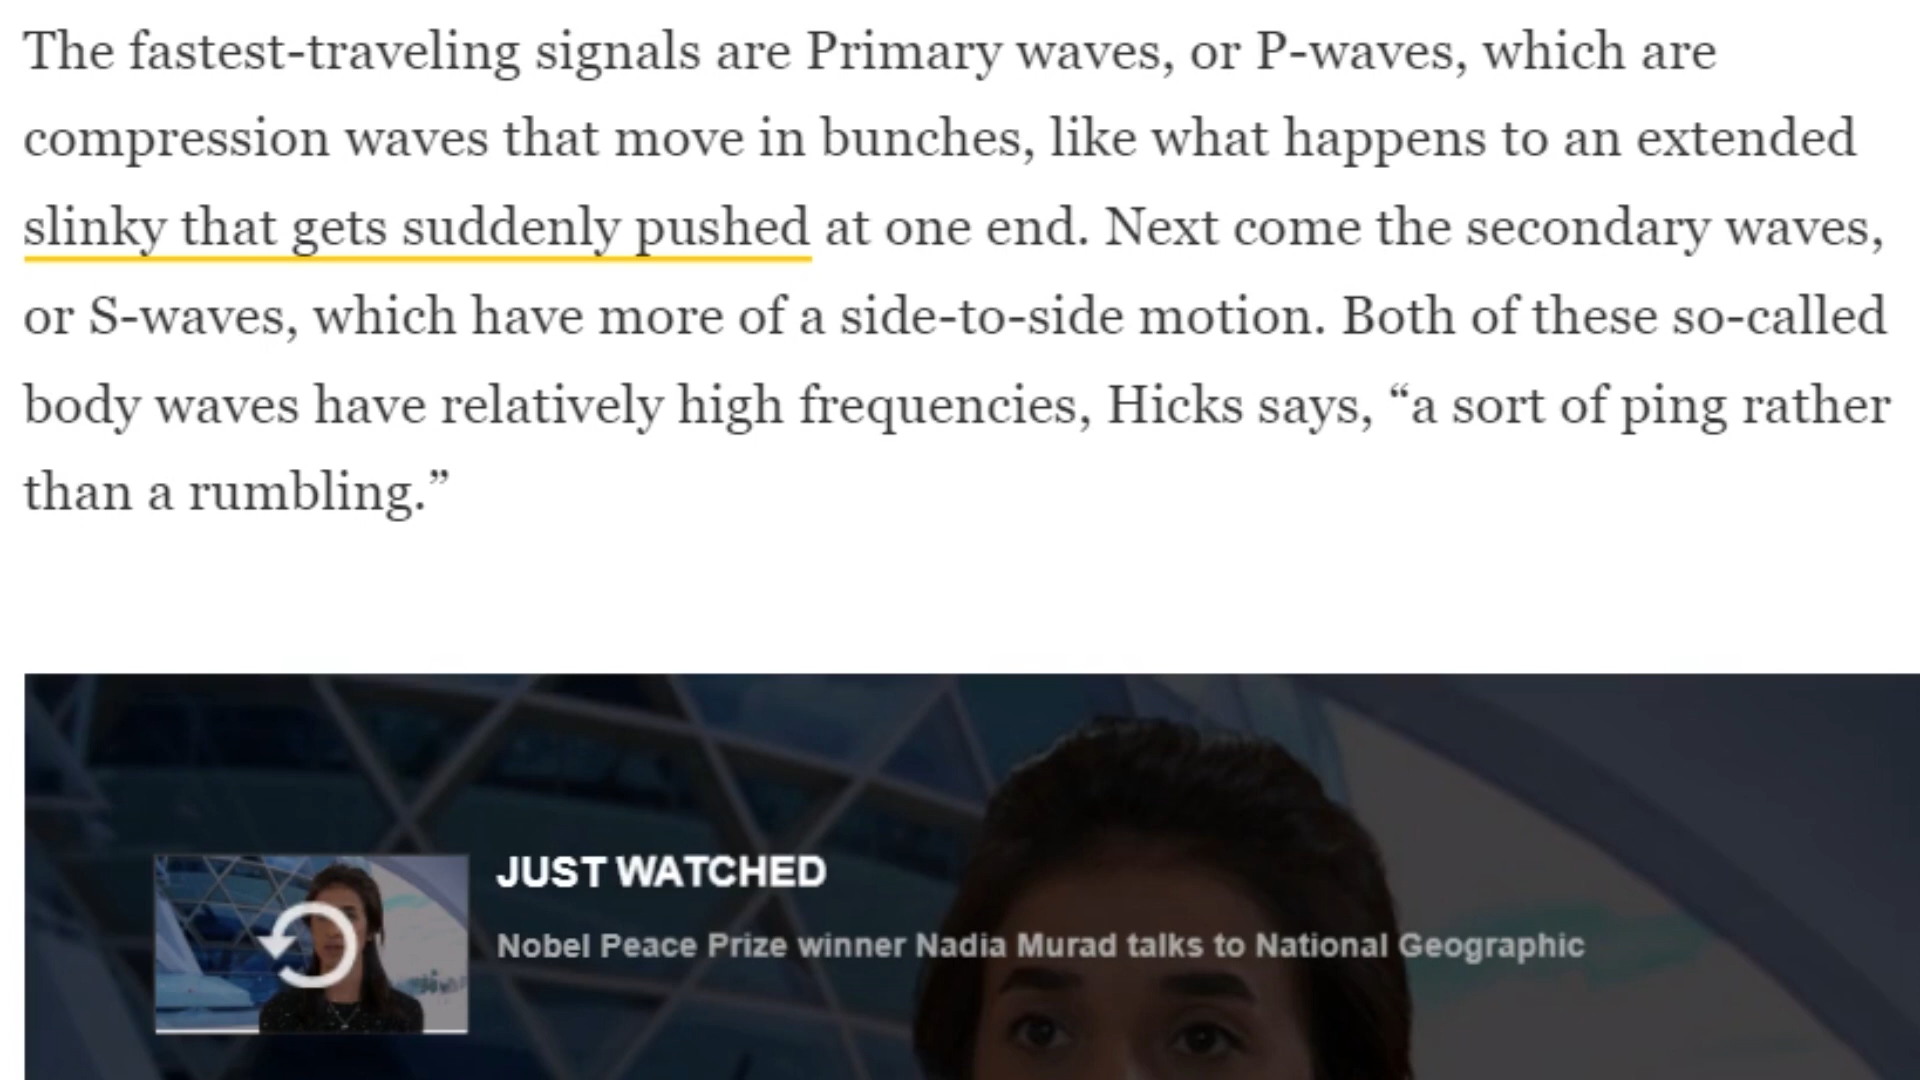 The fastest-traveling signals are Primary waves, or P-waves, which are
compression waves that move in bunches, like what happens to an extended
slinky that gets suddenly pushed at one end. Next come the secondary waves,
or S-waves, which have more of a side-to-side motion. Both of these so-called
body waves have relatively high frequencies, Hicks says, “a sort of ping rather
than a rumbling.”
JUST WATCHED
Nobel Peace Prize winner Nadia Murad talks to National Geographic